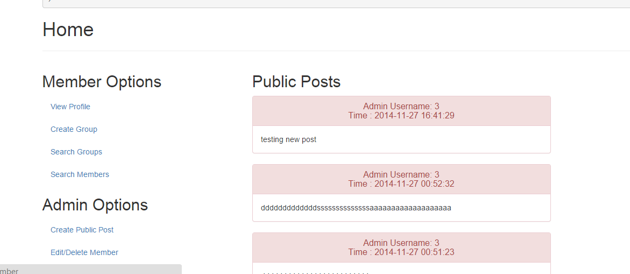 Home
Member Options
View Profile
Create Group
Search Groups
Search Members
Admin Options
Create Public Post
Edit/Delete Member
mber
Public Posts
Admin Username: 3
Time : 2014-11-27 16:41:29
testing new post
Admin Username: 3
Time : 2014-11-27 00:52:32
dddddddddddddsssssssssssssssaaaaaaaaaaaaaaaaaaa
Admin Username: 3
Time : 2014-11-27 00:51:23